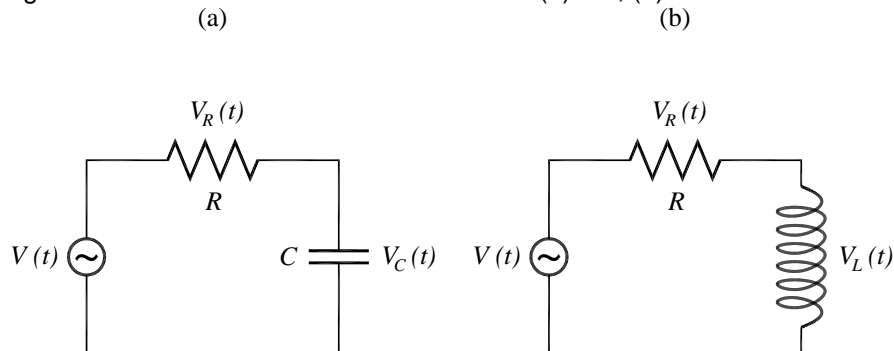 (a) (b)
V_R(t) V_R(t)
R R
V(t) C V_C(t) V(t) V_L(t)